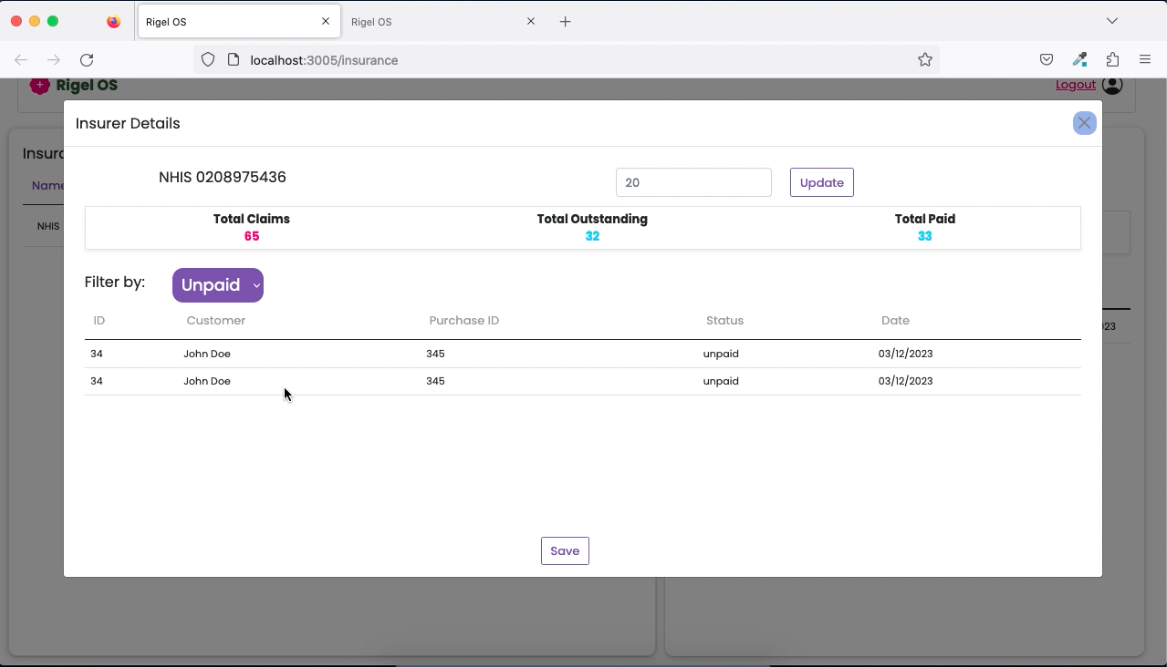 Rigel OS
Rigel OS
localhost:3005/insurance
Rigel OS
Logout
Insurer Details
Name
NHIS
NHIS 0208975436
20
Update
Total Claims
Total Outstanding
Total Paid
65
32
33
Filter by:
Unpaid
ID
Customer
Purchase ID
Status
Date
34
John Doe
345
unpaid
03/12/2023
34
John Doe
345
unpaid
03/12/2023
Save